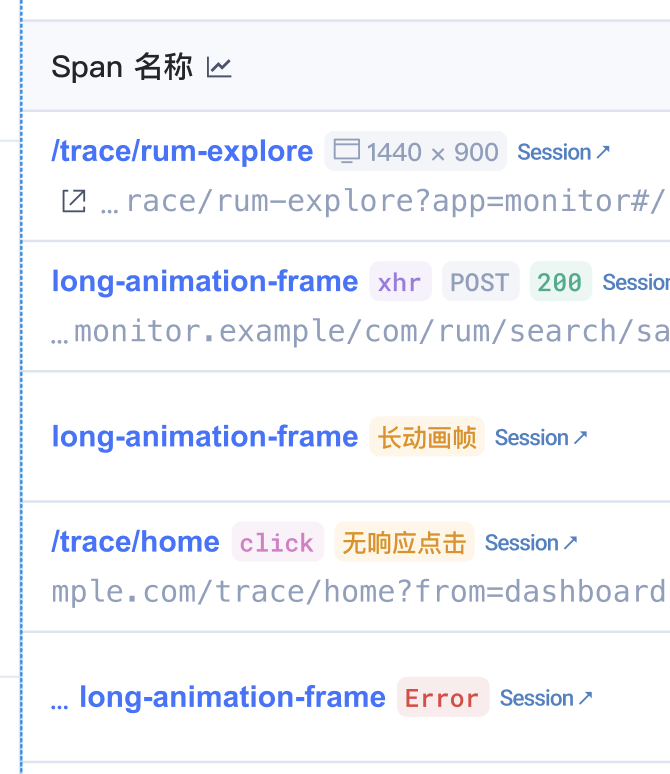 Span 名称
/trace/rum-explore 1440 × 900 Session ↗
… race/rum-explore?app=monitor#/
long-animation-frame xhr POST 200 Session
…monitor.example/com/rum/search/sa
long-animation-frame 长动画帧 Session ↗
/trace/home click 无响应点击 Session ↗
mple.com/trace/home?from=dashboard
… long-animation-frame Error Session ↗